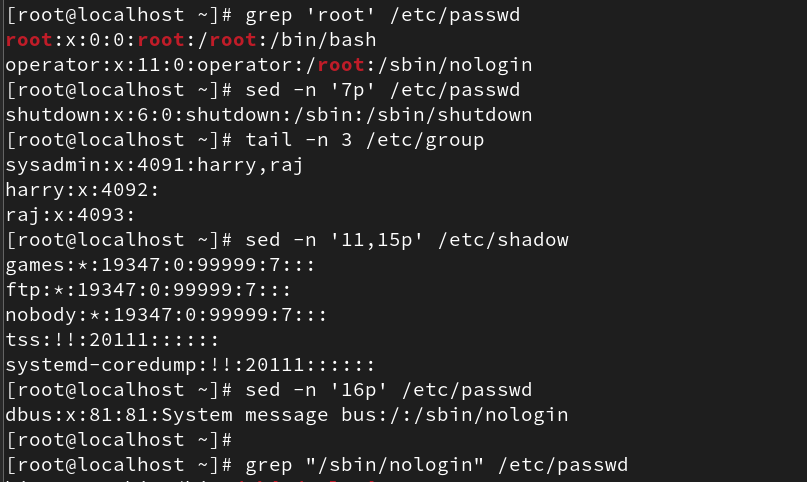 [root@localhost ~]# grep 'root' /etc/passwd
root:x:0:0:root:/root:/bin/bash
operator:x:11:0:operator:/root:/sbin/nologin
[root@localhost ~]# sed -n '7p' /etc/passwd
shutdown:x:6:0:shutdown:/sbin:/sbin/shutdown
[root@localhost ~]# tail -n 3 /etc/group
sysadmin:x:4091:harry,raj
harry:x:4092:
raj:x:4093:
[root@localhost ~]# sed -n '11,15p' /etc/shadow
games:*:19347:0:99999:7:::
ftp:*:19347:0:99999:7:::
nobody:*:19347:0:99999:7:::
tss:!!:20111::::::
systemd-coredump:!!:20111::::::
[root@localhost ~]# sed -n '16p' /etc/passwd
dbus:x:81:81:System message bus:/:/sbin/nologin
[root@localhost ~]#
[root@localhost ~]# grep "/sbin/nologin" /etc/passwd